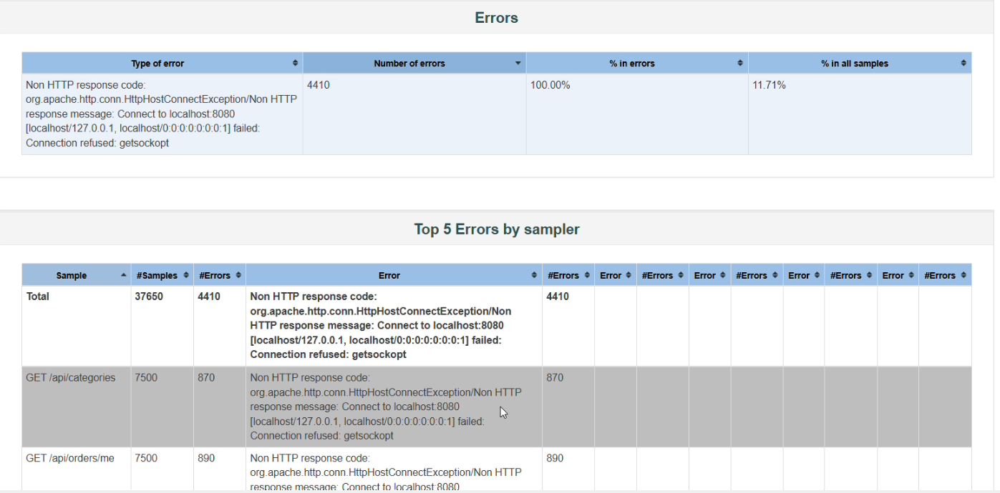 Errors
Type of error Number of errors % in errors % in all samples
Non HTTP response code: 4410 100.00% 11.71%
org.apache.http.conn.HttpHostConnectException/Non HTTP
response message: Connect to localhost:8080
[localhost/127.0.0.1, localhost/0:0:0:0:0:0:0:1] failed:
Connection refused: getsockopt
Top 5 Errors by sampler
Sample #Samples #Errors Error #Errors Error #Errors Error #Errors Error #Errors Error #Errors
Total 37650 4410 Non HTTP response code: 4410
org.apache.http.conn.HttpHostConnectException/Non
HTTP response message: Connect to localhost:8080
[localhost/127.0.0.1, localhost/0:0:0:0:0:0:0:1] failed:
Connection refused: getsockopt
GET /api/categories 7500 870 Non HTTP response code: 870
org.apache.http.conn.HttpHostConnectException/Non HTTP
response message: Connect to localhost:8080
[localhost/127.0.0.1, localhost/0:0:0:0:0:0:0:1] failed:
Connection refused: getsockopt
GET /api/orders/me 7500 890 Non HTTP response code: 890
org.apache.http.conn.HttpHostConnectException/Non HTTP
response message: Connect to localhost:8080